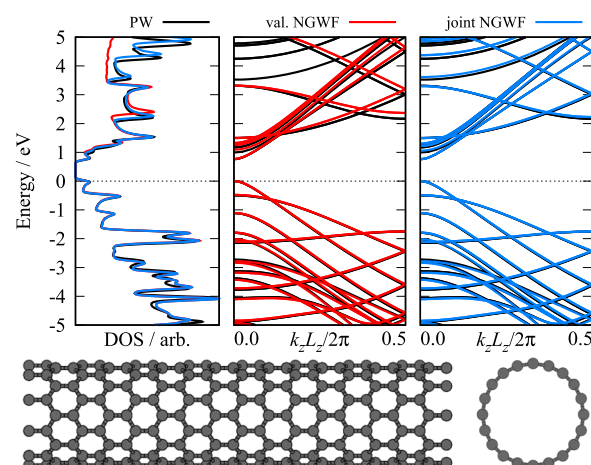 PW val. NGWF joint NGWF
Energy / eV
5
4
3
2
1
0
-1
-2
-3
-4
-5
DOS / arb.
0.0 k_zL_z/2π 0.5
0.0 k_zL_z/2π 0.5